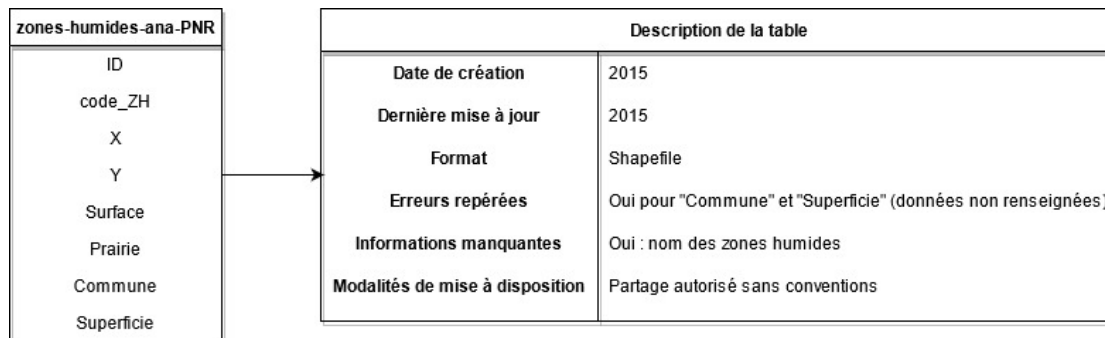 zones-humides-ana-PNR
ID
code_ZH
X
Y
Surface
Prairie
Commune
Superficie
Description de la table
Date de création 2015
Dernière mise à jour 2015
Format Shapefile
Erreurs repérées Oui pour "Commune" et "Superficie" (données non renseignées)
Informations manquantes Oui : nom des zones humides
Modalités de mise à disposition Partage autorisé sans conventions